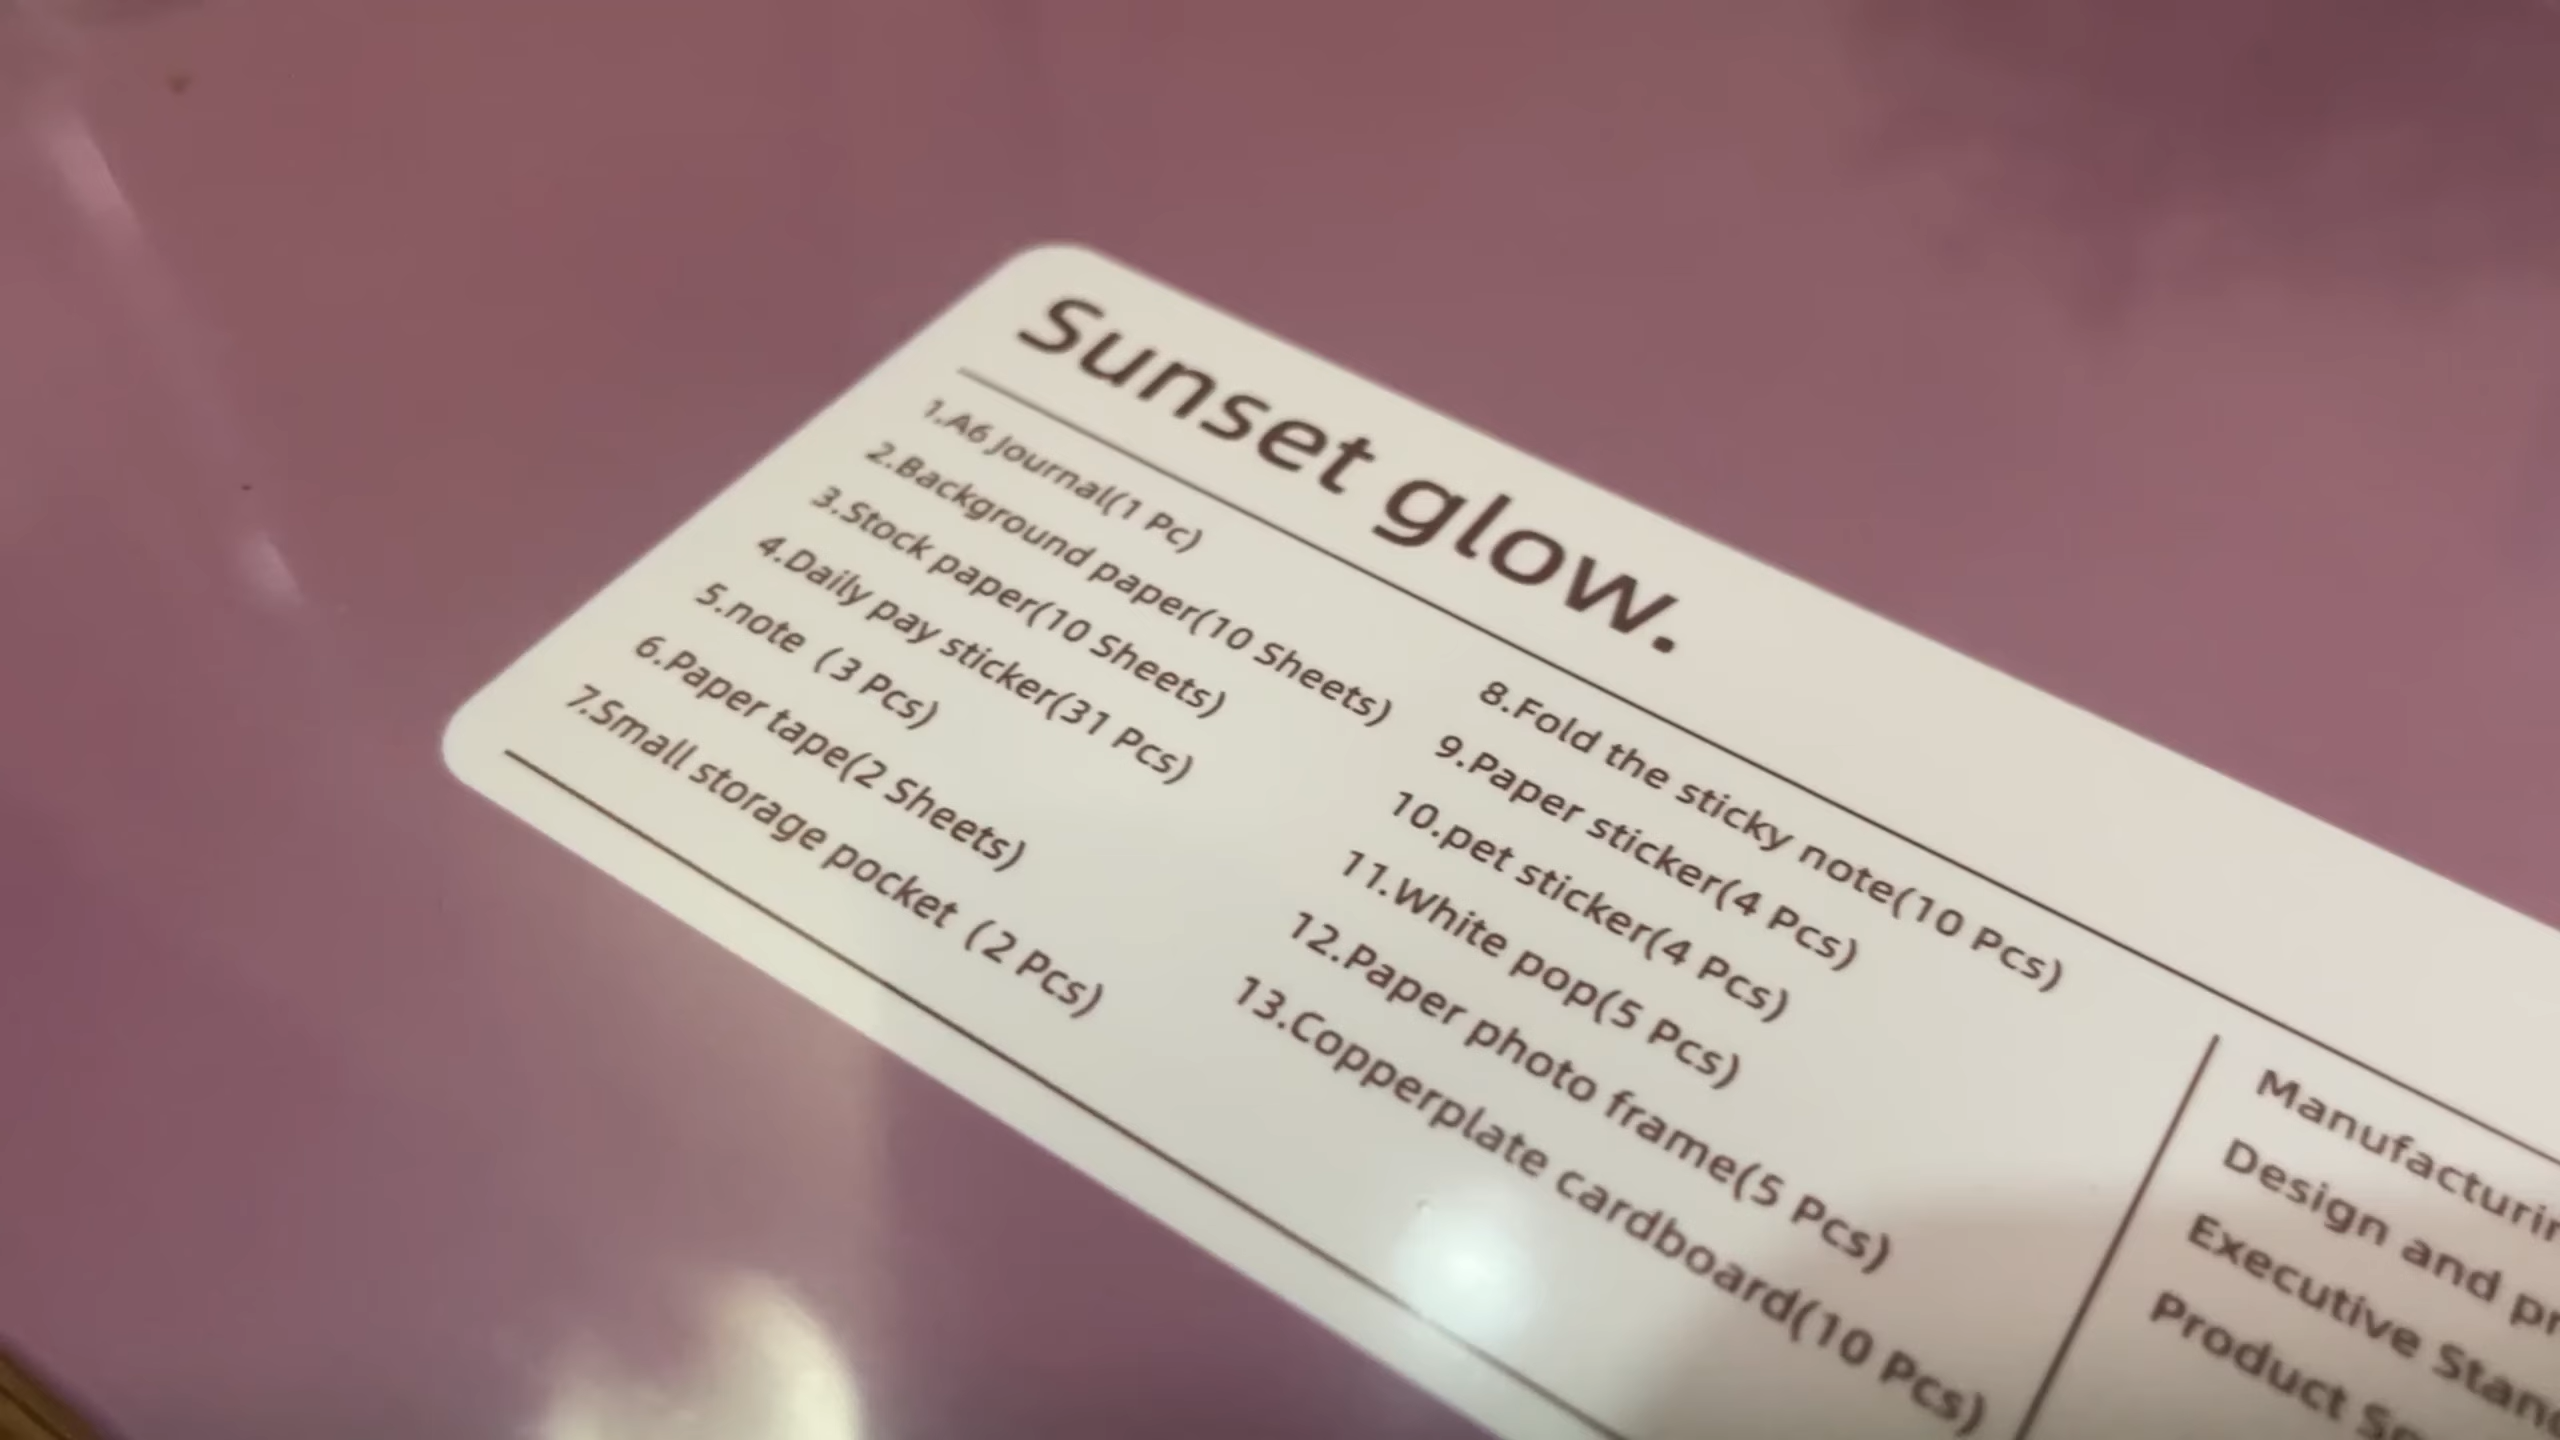 Sunset glow.
1.A6 Journal(1 Pc)
2.Background paper(10 Sheets)
3.Stock paper(10 Sheets)
4.Daily pay sticker(31 Pcs)
5.note (3 Pcs)
6.Paper tape(2 Sheets)
7.Small storage pocket (2 Pcs)
8.Fold the sticky note(10 Pcs)
9.Paper sticker(4 Pcs)
10.pet sticker(4 Pcs)
11.White pop(5 Pcs)
12.Paper photo frame(5 Pcs)
13.Copperplate cardboard(10 Pcs)
Design and
Executive
Product